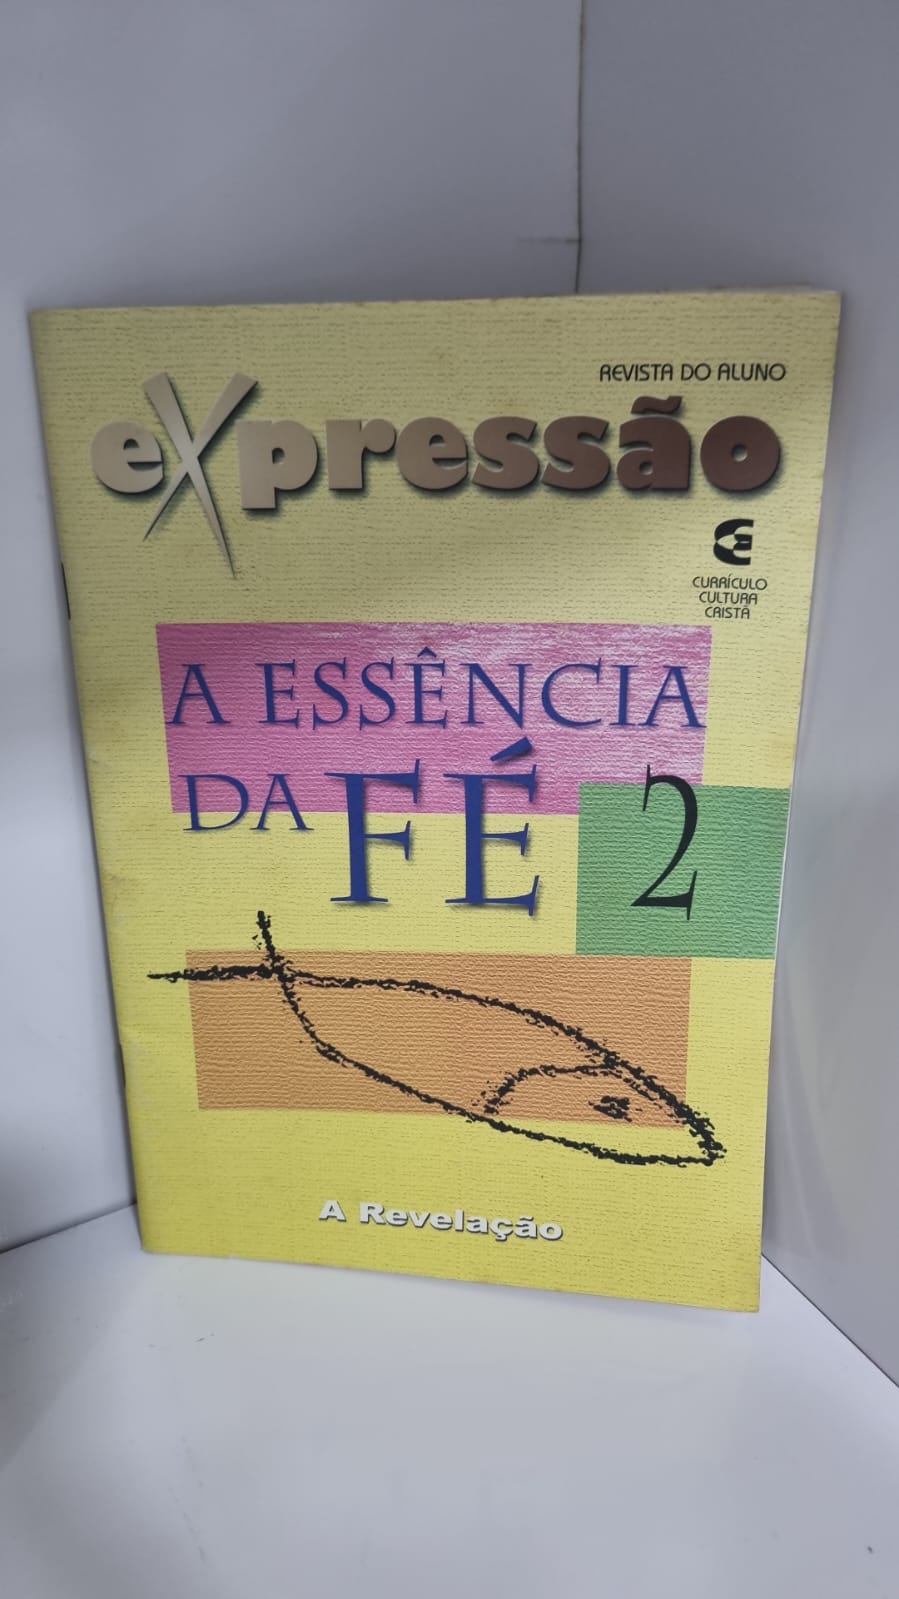 REVISTA DO ALUNO
eXpressão
CURRÍCULO
CULTURA
CRISTÃ
A ESSÊNCIA
DA FÉ 2
A Revelação